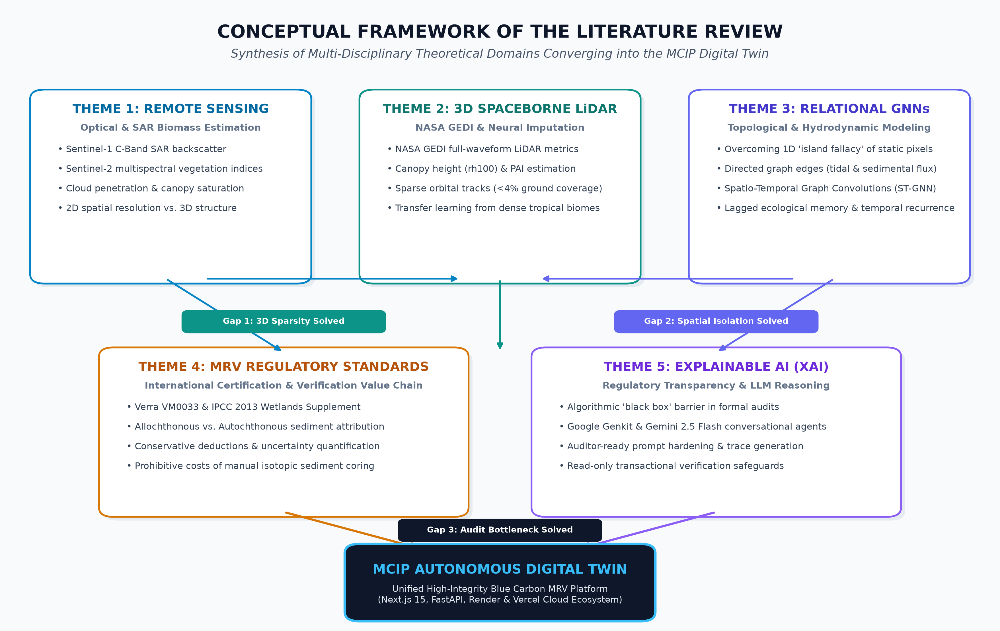 CONCEPTUAL FRAMEWORK OF THE LITERATURE REVIEW
Synthesis of Multi-Disciplinary Theoretical Domains Converging into the MCIP Digital Twin
THEME 1: REMOTE SENSING
Optical & SAR Biomass Estimation
• Sentinel-1 C-Band SAR backscatter
• Sentinel-2 multispectral vegetation indices
• Cloud penetration & canopy saturation
• 2D spatial resolution vs. 3D structure
THEME 2: 3D SPACEBORNE LiDAR
NASA GEDI & Neural Imputation
• NASA GEDI full-waveform LiDAR metrics
• Canopy height (rh100) & PAI estimation
• Sparse orbital tracks (<4% ground coverage)
• Transfer learning from dense tropical biomes
THEME 3: RELATIONAL GNNs
Topological & Hydrodynamic Modeling
• Overcoming 1D 'island fallacy' of static pixels
• Directed graph edges (tidal & sedimental flux)
• Spatio-Temporal Graph Convolutions (ST-GNN)
• Lagged ecological memory & temporal recurrence
Gap 1: 3D Sparsity Solved
Gap 2: Spatial Isolation Solved
THEME 4: MRV REGULATORY STANDARDS
International Certification & Verification Value Chain
• Verra VM0033 & IPCC 2013 Wetlands Supplement
• Allochthonous vs. Autochthonous sediment attribution
• Conservative deductions & uncertainty quantification
• Prohibitive costs of manual isotopic sediment coring
THEME 5: EXPLAINABLE AI (XAI)
Regulatory Transparency & LLM Reasoning
• Algorithmic 'black box' barrier in formal audits
• Google Genkit & Gemini 2.5 Flash conversational agents
• Auditor-ready prompt hardening & trace generation
• Read-only transactional verification safeguards
Gap 3: Audit Bottleneck Solved
MCIP AUTONOMOUS DIGITAL TWIN
Unified High-Integrity Blue Carbon MRV Platform
(Next.js 15, FastAPI, Render & Vercel Cloud Ecosystem)